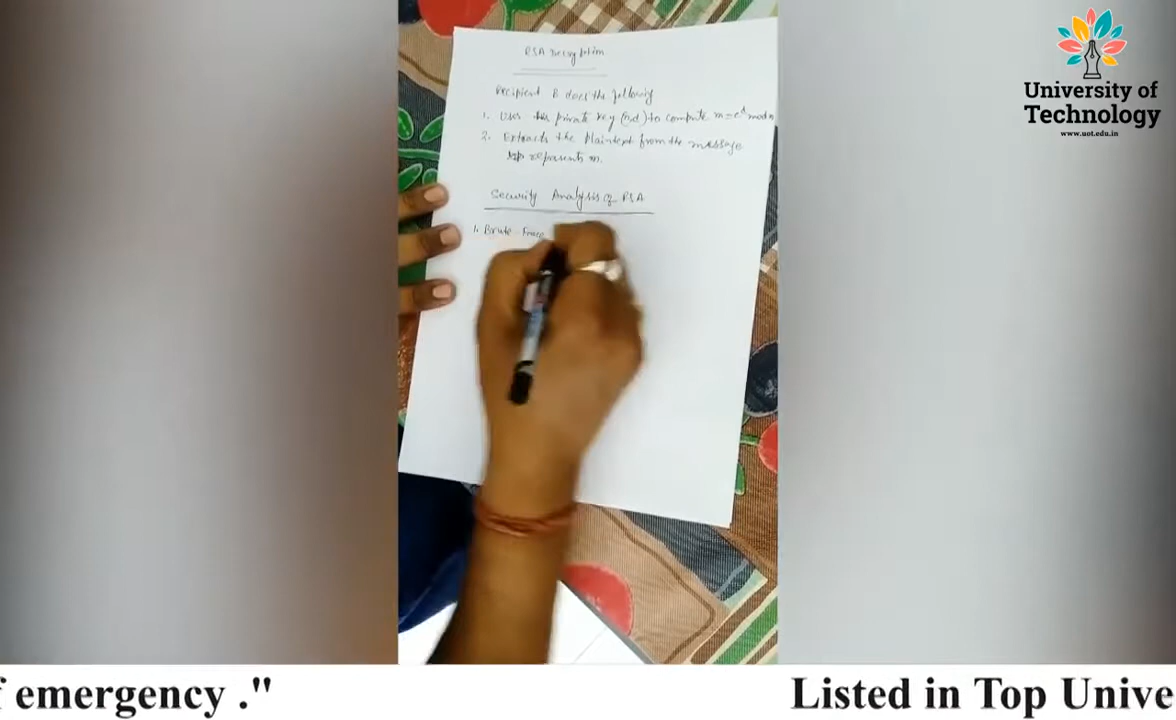 RSA Decryption
Recipient B does the following
1. Uses his private key (n,d) to compute m = c^d mod n
2. Extracts the Plaintext from the message
represents m.
Security Analysis of RSA
1. Brute Force
University of
Technology
www.uot.edu.in
f emergency ."
Listed in Top Unive